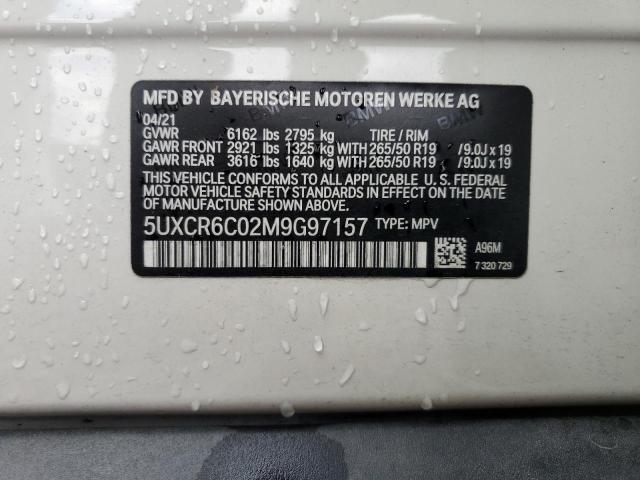 MFD BY BAYERISCHE MOTOREN WERKE AG
04/21
GVWR 6162 lbs 2795 kg TIRE / RIM
GAWR FRONT 2921 lbs 1325 kg WITH 265/50 R19 /9.0J x 19
GAWR REAR 3616 lbs 1640 kg WITH 265/50 R19 /9.0J x 19
THIS VEHICLE CONFORMS TO ALL APPLICABLE U. S. FEDERAL
MOTOR VEHICLE SAFETY STANDARDS IN EFFECT ON THE DATE
OF MANUFACTURE SHOWN ABOVE.
5UXCR6C02M9G97157 TYPE: MPV
A96M
7 320 729